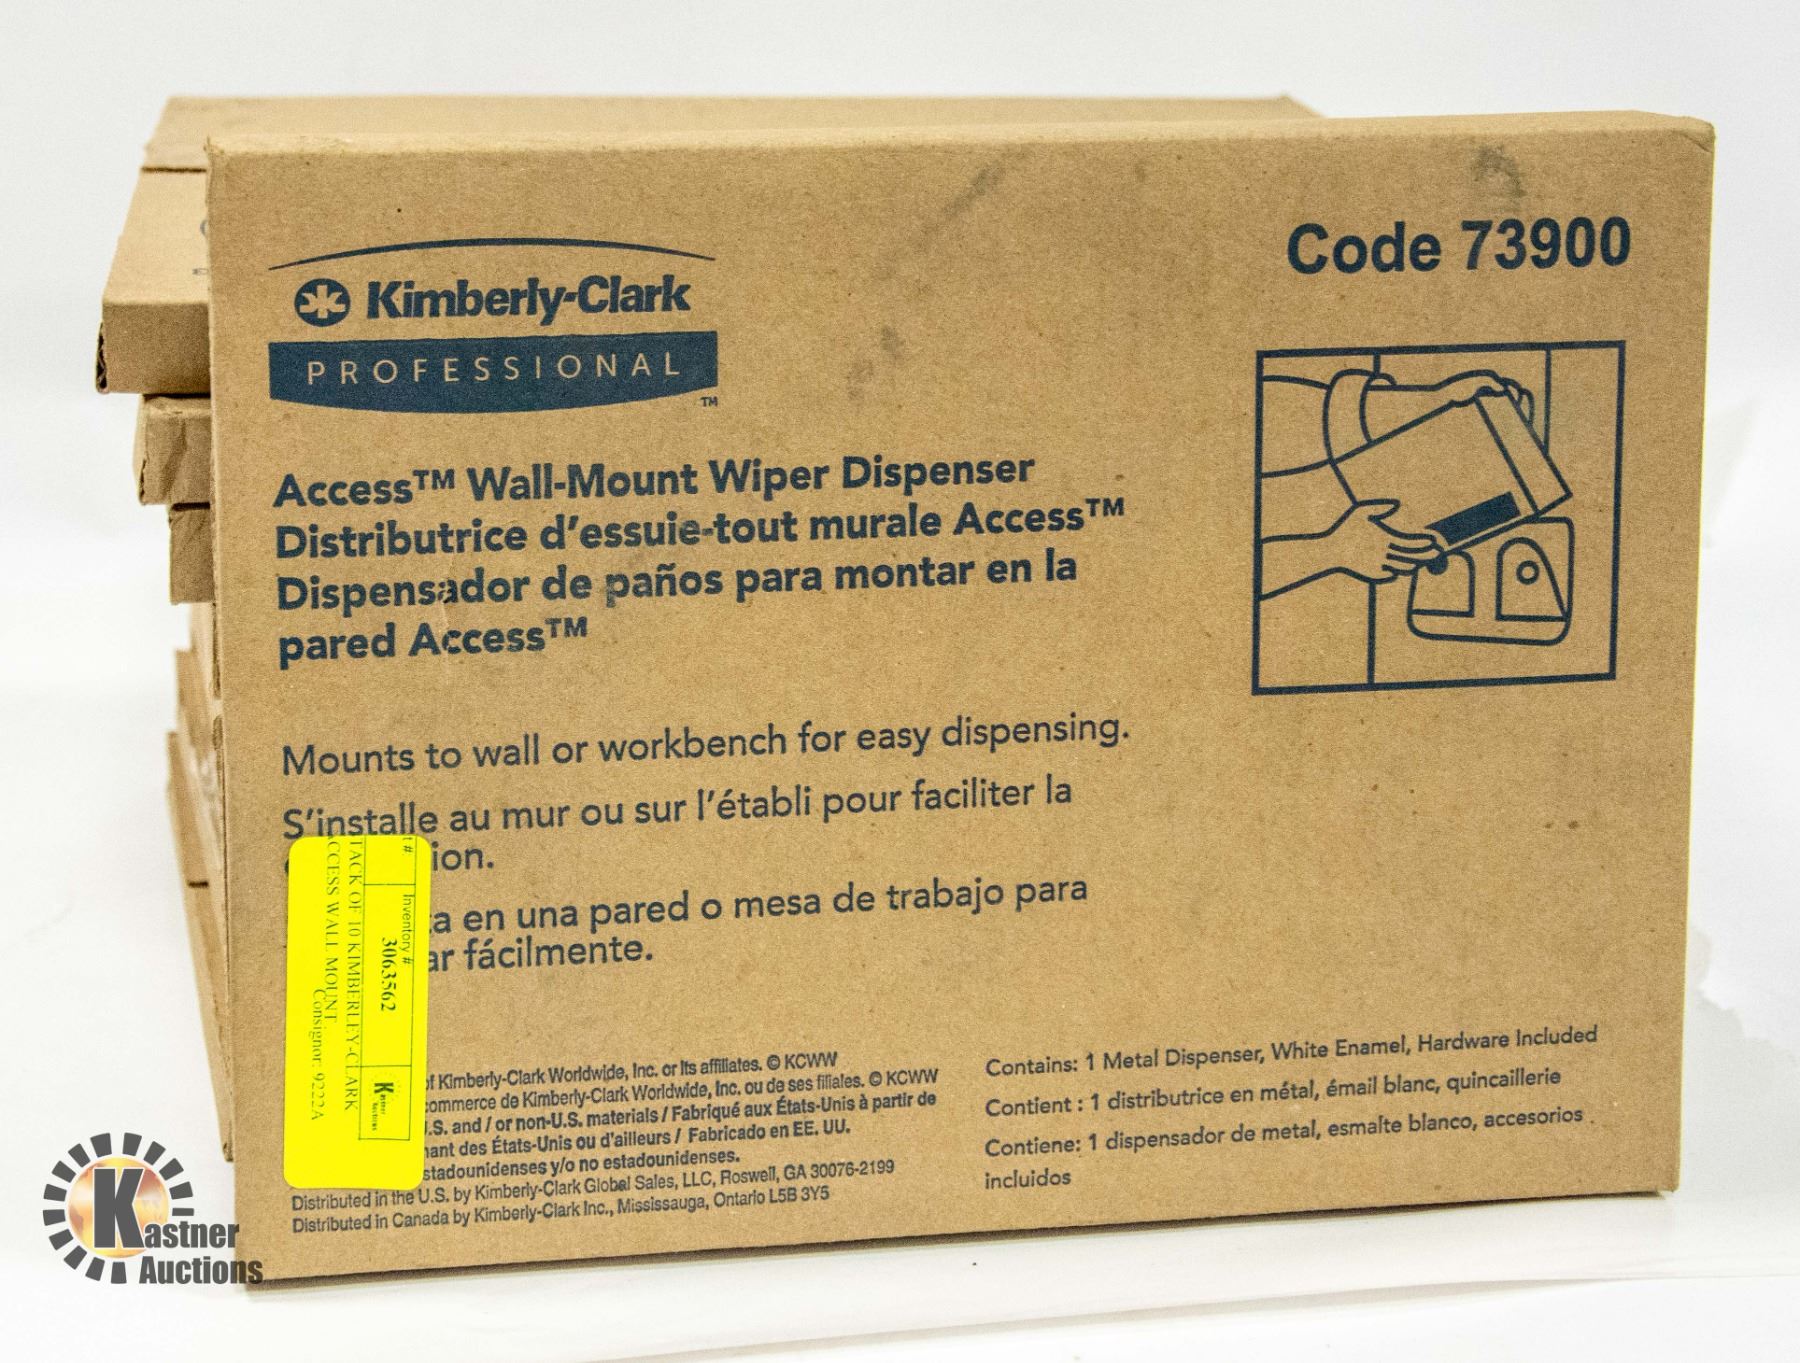 Code 73900
Kimberly-Clark
PROFESSIONAL
TM
Access™ Wall-Mount Wiper Dispenser
Distributrice d'essuie-tout murale Access™
Dispensador de paños para montar en la
pared Access™
Mounts to wall or workbench for easy dispensing.
S'installe au mur ou sur l'établi pour faciliter la
ion.
ta en una pared o mesa de trabajo para
ar fácilmente.
t #
Inventory #
3063562
TACK OF 10 KIMBERLEY-CLARK
CCESS WALL MOUNT
Consignor: 9222A
Kastner
Auctions
of Kimberly-Clark Worldwide, Inc. or its affiliates. © KCWW
commerce de Kimberly-Clark Worldwide, Inc. ou de ses filiales. © KCWW
.S. and / or non-U.S. materials / Fabriqué aux États-Unis à partir de
nant des États-Unis ou d'ailleurs / Fabricado en EE. UU.
stadounidenses y/o no estadounidenses.
Distributed in the U.S. by Kimberly-Clark Global Sales, LLC, Roswell, GA 30076-2199
Distributed in Canada by Kimberly-Clark Inc., Mississauga, Ontario L5B 3Y5
Contains: 1 Metal Dispenser, White Enamel, Hardware Included
Contient : 1 distributrice en métal, émail blanc, quincaillerie
Contiene: 1 dispensador de metal, esmalte blanco, accesorios
incluidos
Kastner
Auctions